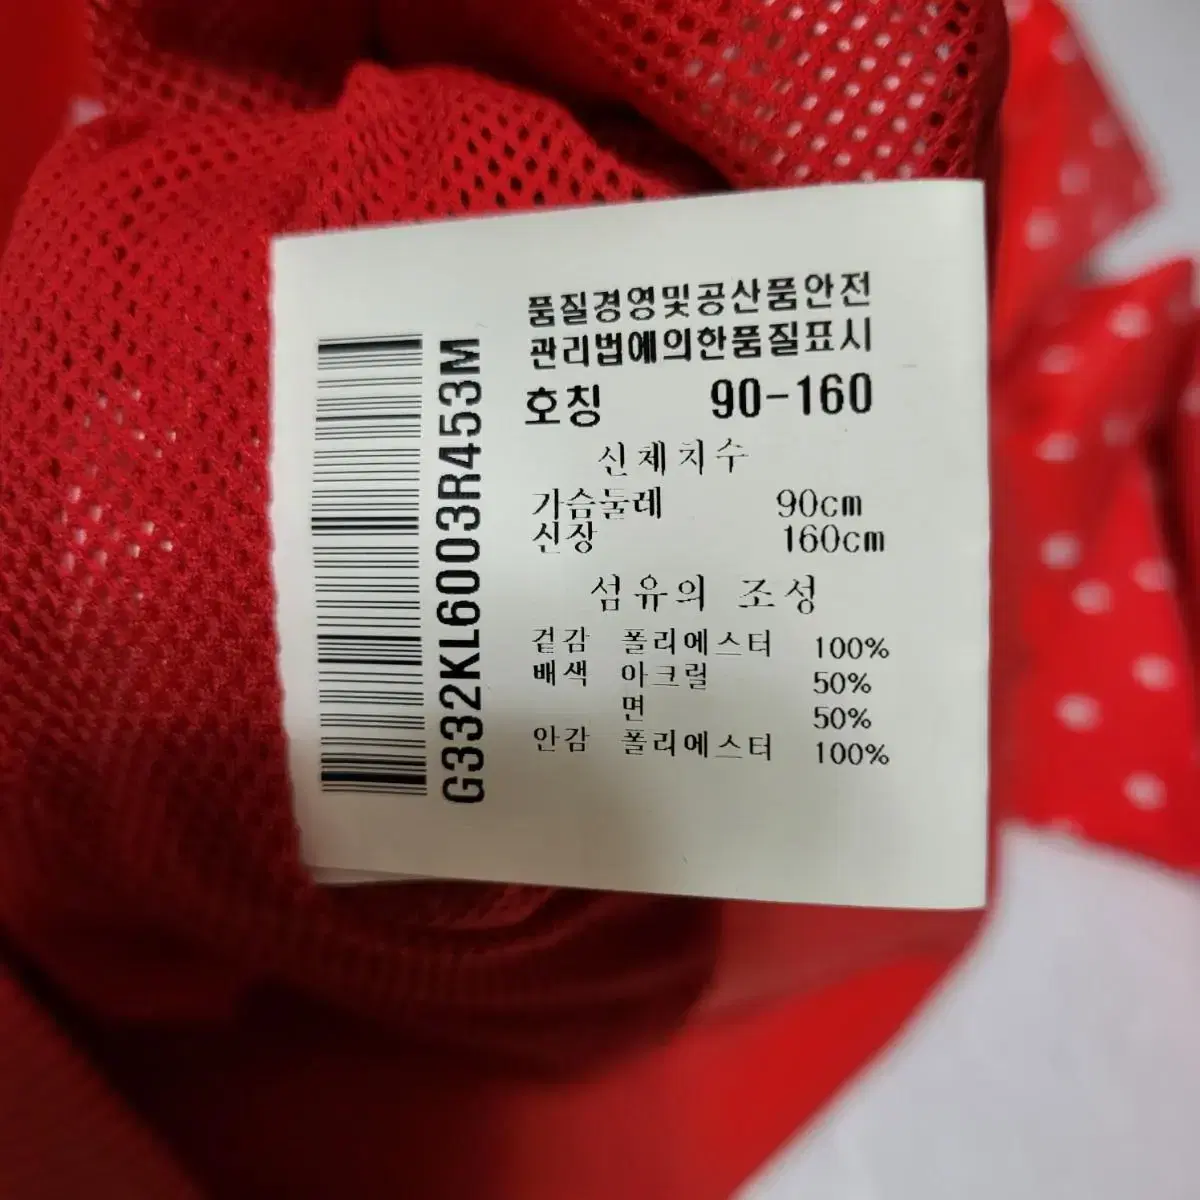 품질경영및공산품안전
관리법에의한품질표시
호칭 90-160
신체치수
가슴둘레 90cm
신장 160cm
섬유의 조성
겉감 폴리에스터 100%
배색 아크릴 50%
면 50%
안감 폴리에스터 100%
G332KL6003R453M